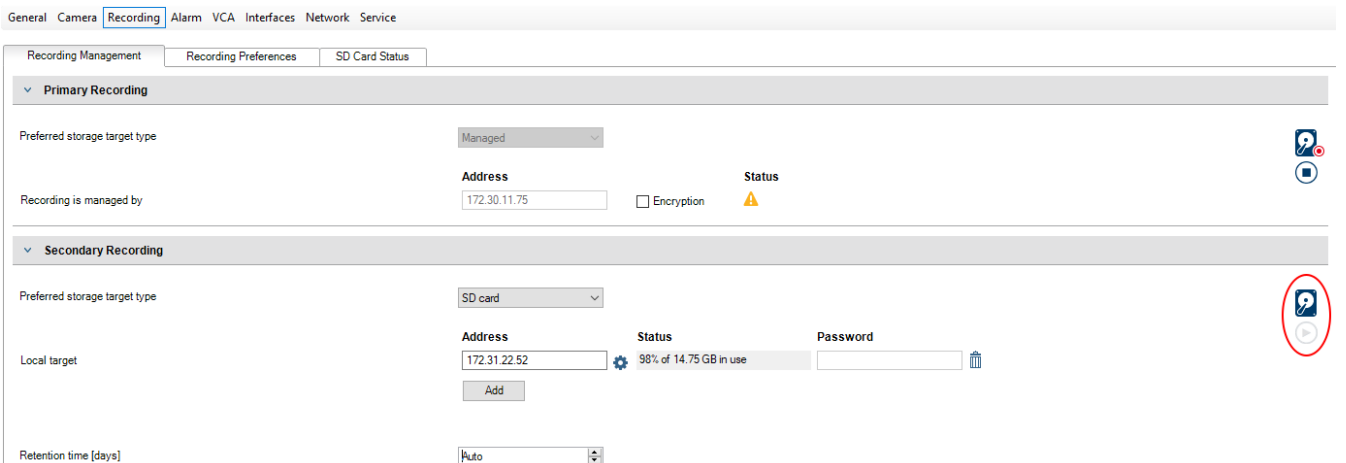 General Camera Recording Alarm VCA Interfaces Network Service
Recording Management Recording Preferences SD Card Status
Primary Recording
Preferred storage target type Managed
Address Status
Recording is managed by 172.30.11.75 Encryption
Secondary Recording
Preferred storage target type SD card
Address Status Password
Local target 172.31.22.52 98% of 14.75 GB in use
Add
Retention time [days] Auto